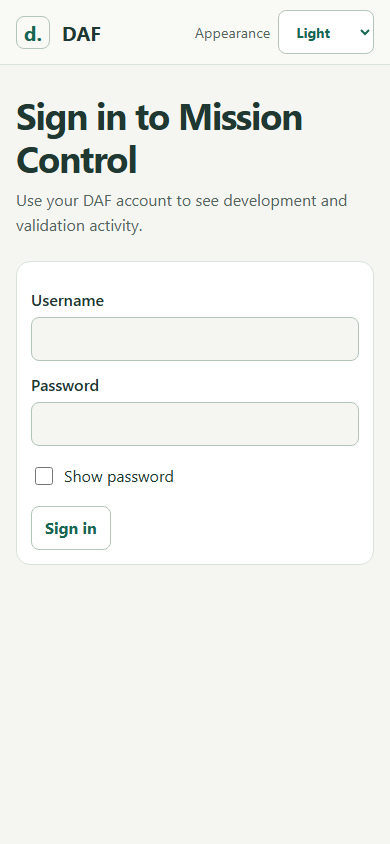 d. DAF Appearance Light
Sign in to Mission
Control
Use your DAF account to see development and
validation activity.
Username
Password
Show password
Sign in